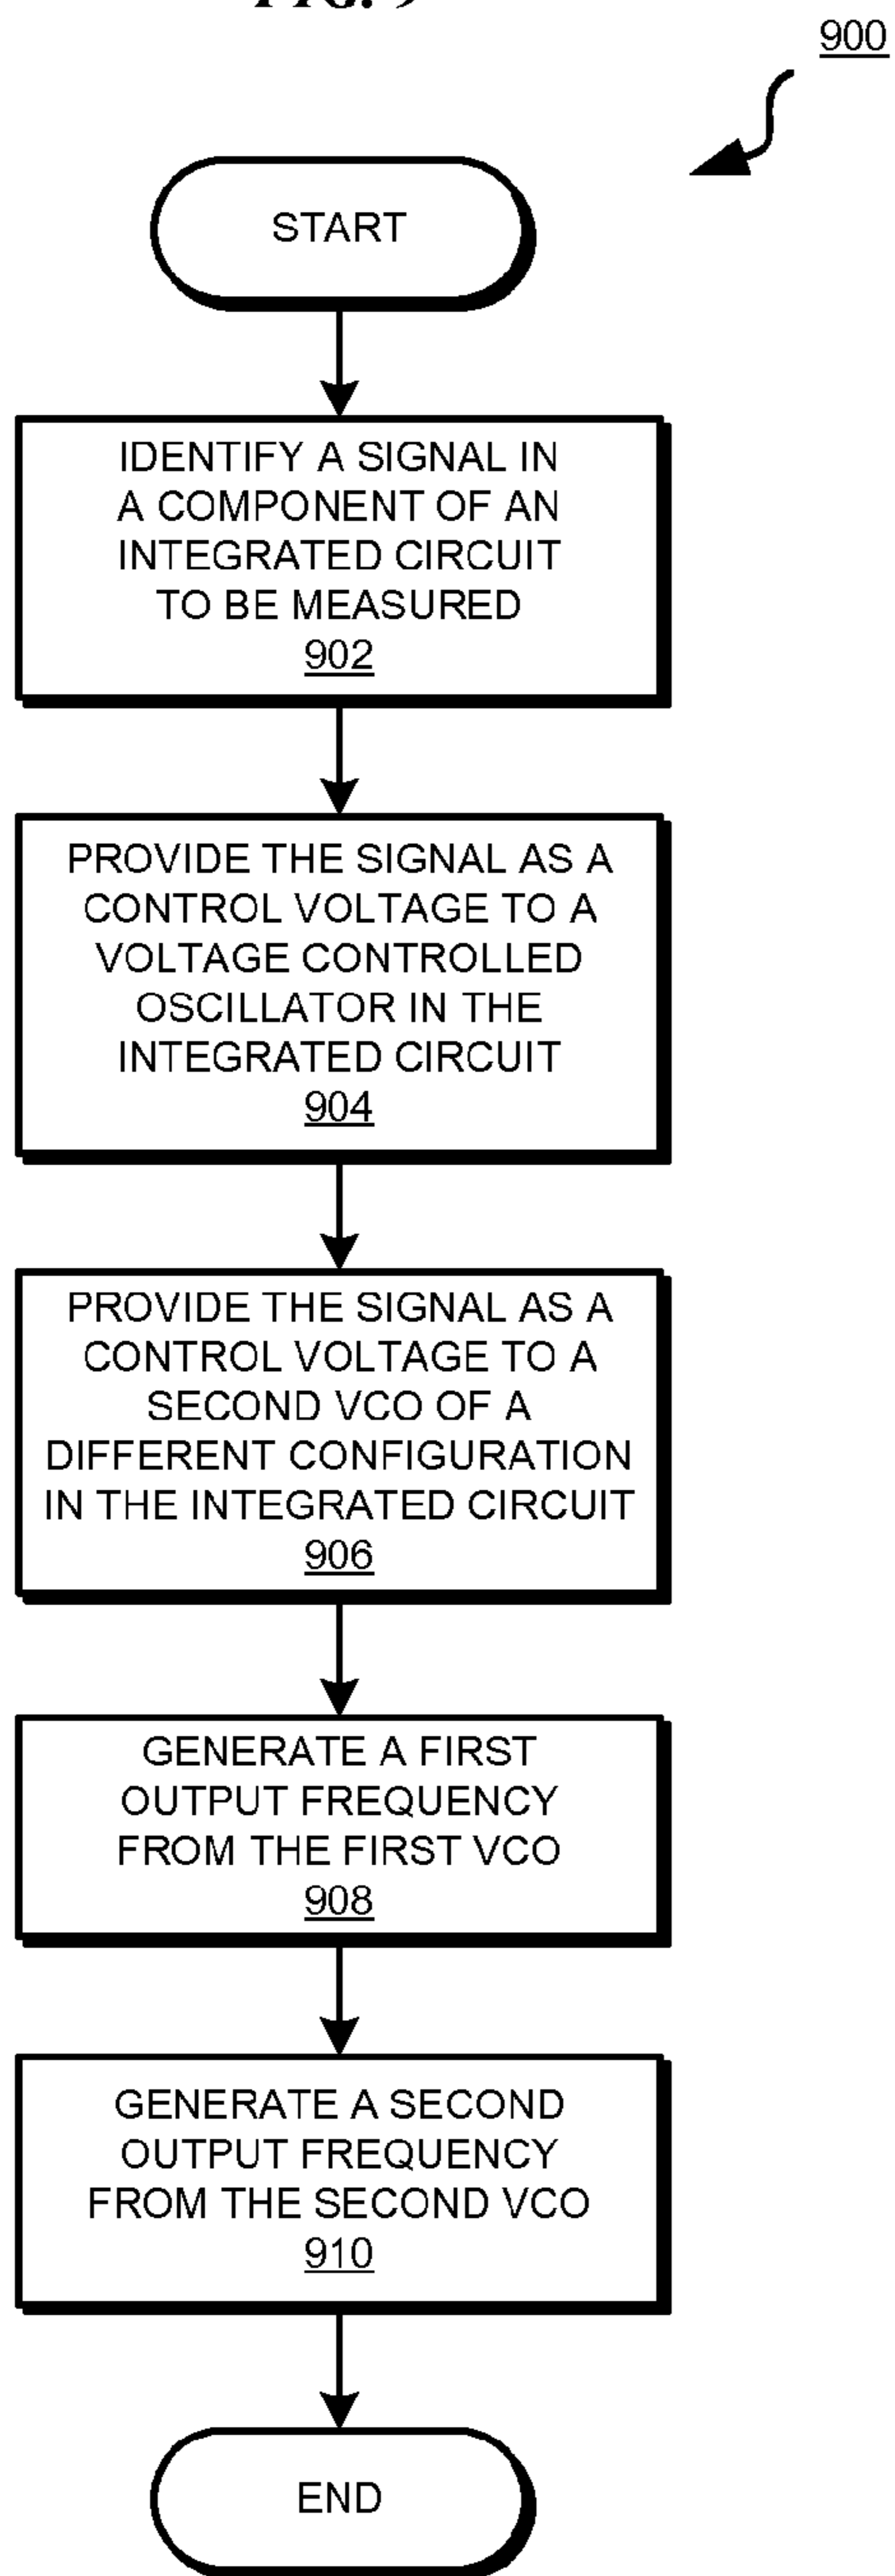 FIG. 9
900
START
IDENTIFY A SIGNAL IN
A COMPONENT OF AN
INTEGRATED CIRCUIT
TO BE MEASURED
902
PROVIDE THE SIGNAL AS A
CONTROL VOLTAGE TO A
VOLTAGE CONTROLLED
OSCILLATOR IN THE
INTEGRATED CIRCUIT
904
PROVIDE THE SIGNAL AS A
CONTROL VOLTAGE TO A
SECOND VCO OF A
DIFFERENT CONFIGURATION
IN THE INTEGRATED CIRCUIT
906
GENERATE A FIRST
OUTPUT FREQUENCY
FROM THE FIRST VCO
908
GENERATE A SECOND
OUTPUT FREQUENCY
FROM THE SECOND VCO
910
END